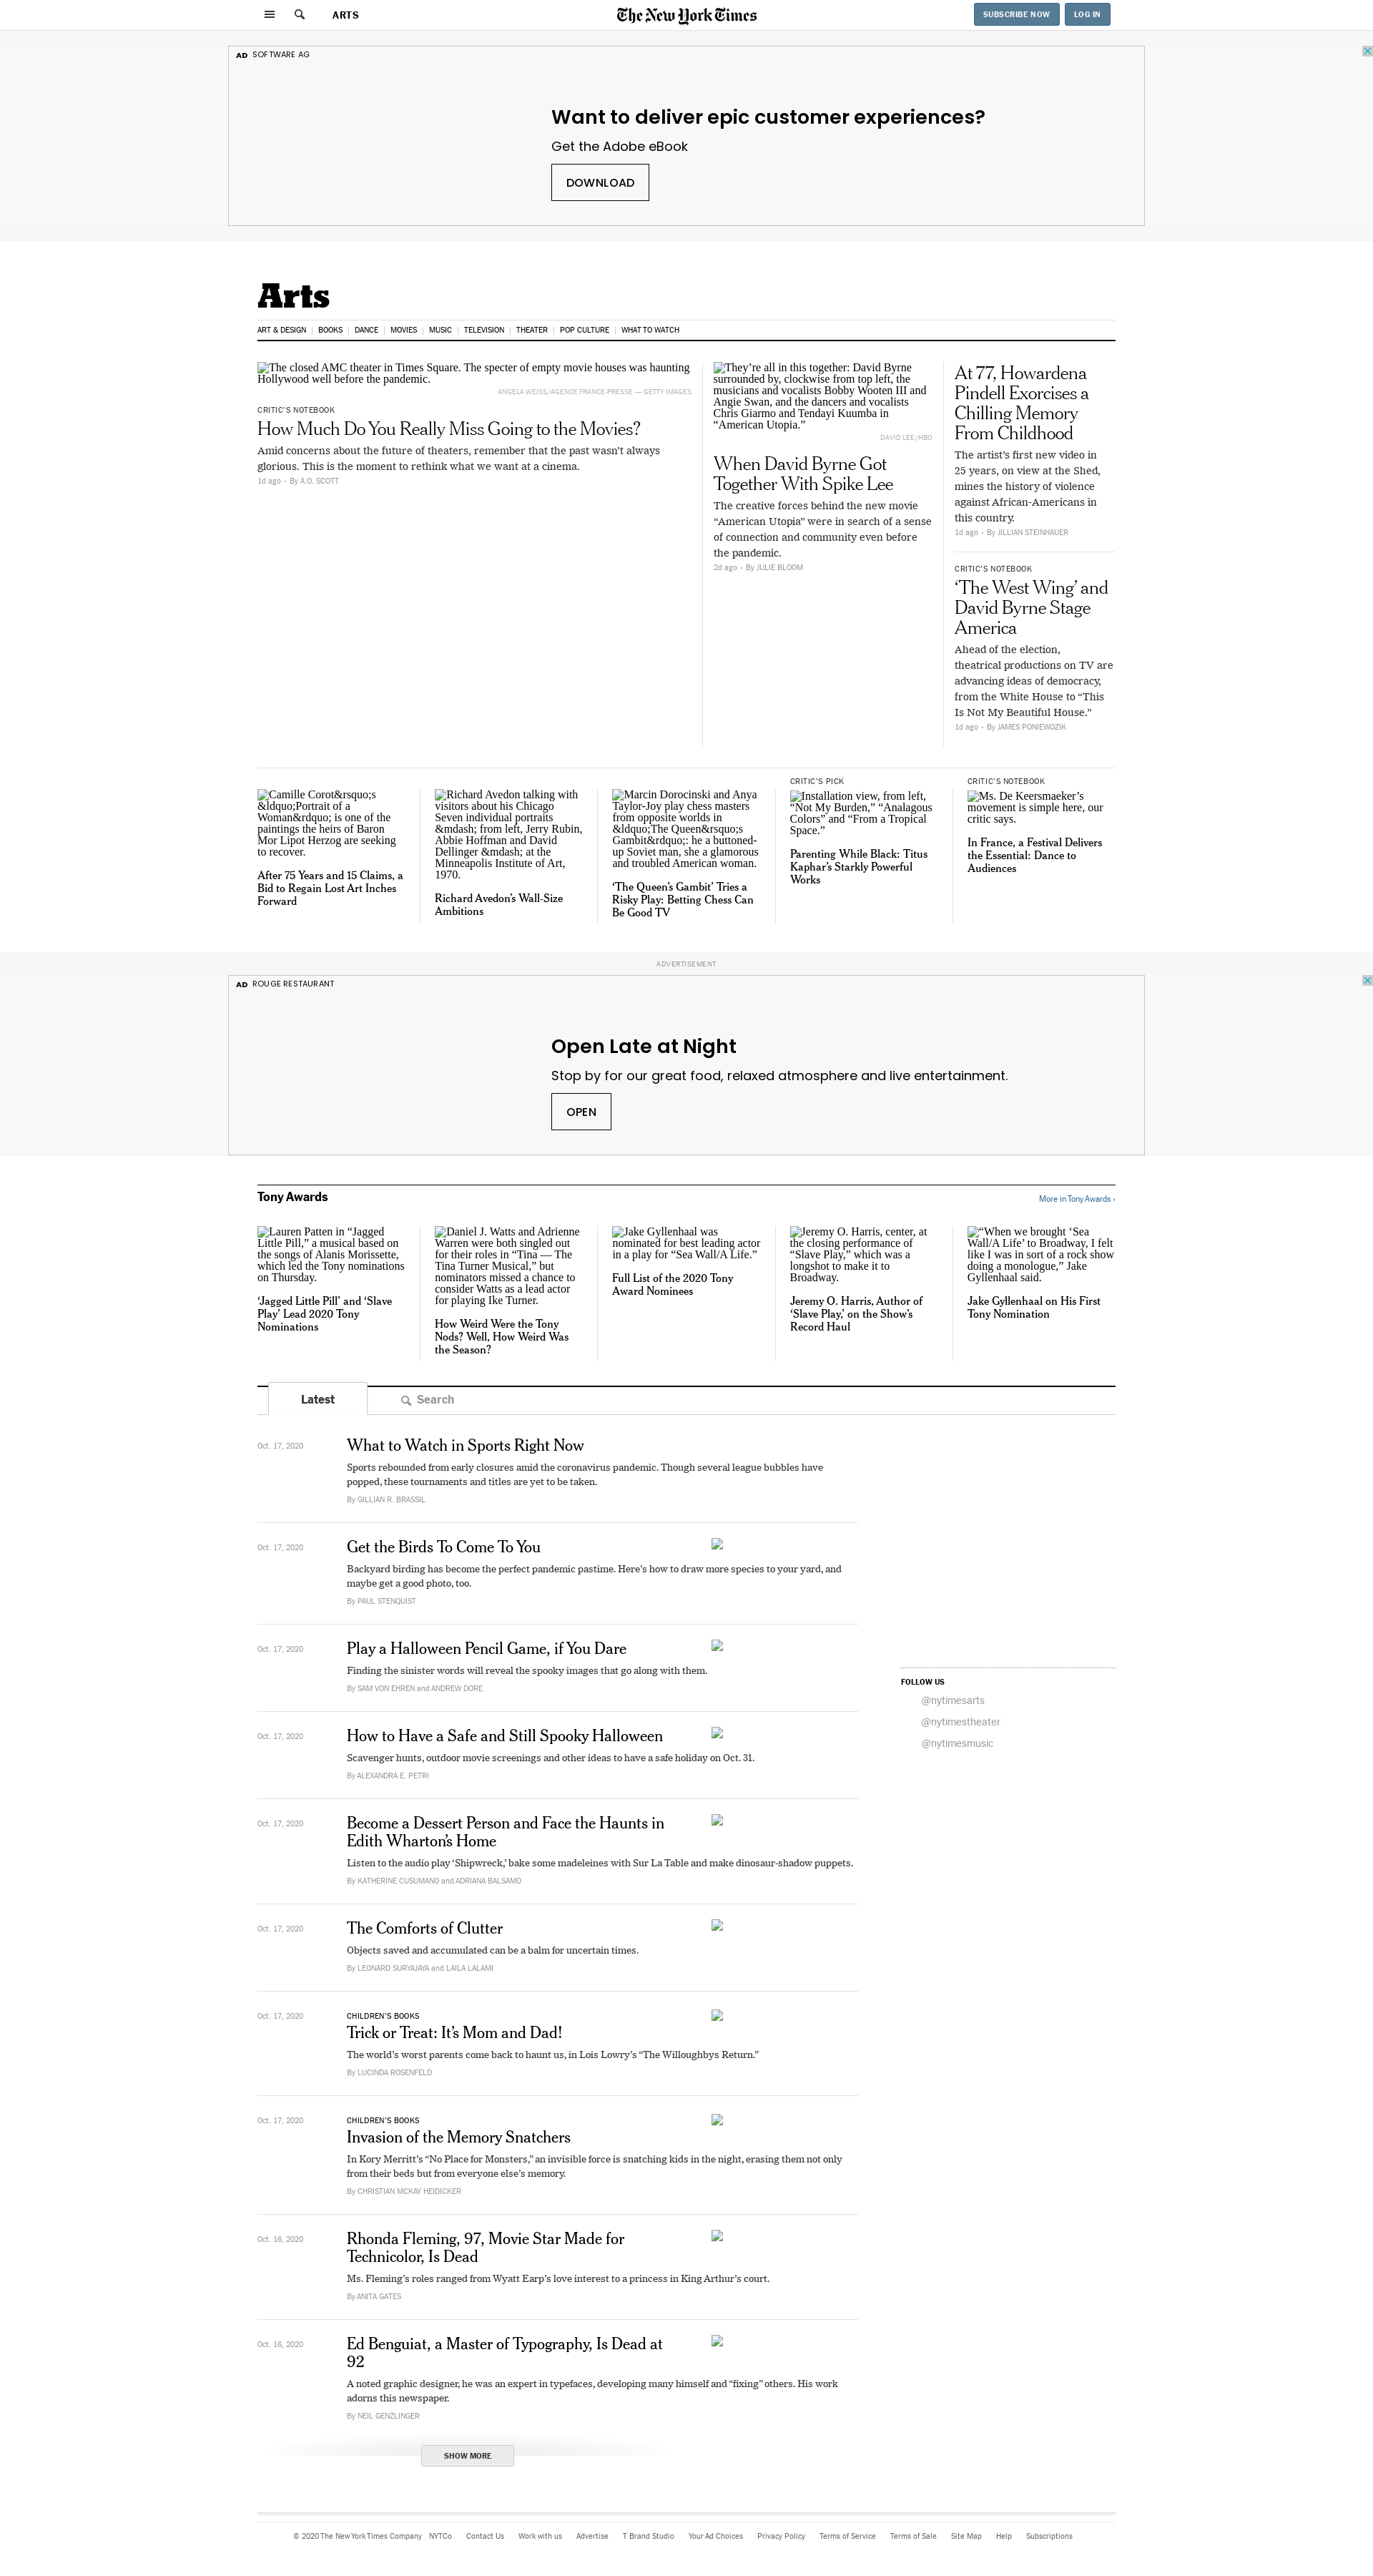 ARTS
The New York Times
SUBSCRIBE NOW
LOG IN
AD SOFTWARE AG
Want to deliver epic customer experiences?
Get the Adobe eBook
DOWNLOAD
Arts
ART & DESIGN
BOOKS
DANCE
MOVIES
MUSIC
TELEVISION
THEATER
POP CULTURE
WHAT TO WATCH
The closed AMC theater in Times Square. The specter of empty movie houses was haunting
Hollywood well before the pandemic.
ANGELA WEISS/AGENCE FRANCE-PRESSE — GETTY IMAGES
CRITIC'S NOTEBOOK
How Much Do You Really Miss Going to the Movies?
Amid concerns about the future of theaters, remember that the past wasn't always
glorious. This is the moment to rethink what we want at a cinema.
1d ago • By A.O. SCOTT
They're all in this together: David Byrne
surrounded by, clockwise from top left, the
musicians and vocalists Bobby Wooten III and
Angie Swan, and the dancers and vocalists
Chris Giarmo and Tendayi Kuumba in
“American Utopia.”
DAVID LEE/HBO
When David Byrne Got
Together With Spike Lee
The creative forces behind the new movie
“American Utopia” were in search of a sense
of connection and community even before
the pandemic.
2d ago • By JULIE BLOOM
At 77, Howardena
Pindell Exorcises a
Chilling Memory
From Childhood
The artist's first new video in
25 years, on view at the Shed,
mines the history of violence
against African-Americans in
this country.
1d ago • By JILLIAN STEINHAUER
CRITIC'S NOTEBOOK
‘The West Wing’ and
David Byrne Stage
America
Ahead of the election,
theatrical productions on TV are
advancing ideas of democracy,
from the White House to “This
Is Not My Beautiful House.”
1d ago • By JAMES PONIEWOZIK
Camille Corot&rsquo;s
&ldquo;Portrait of a
Woman&rdquo; is one of the
paintings the heirs of Baron
Mor Lipot Herzog are seeking
to recover.
After 75 Years and 15 Claims, a
Bid to Regain Lost Art Inches
Forward
Richard Avedon talking with
visitors about his Chicago
Seven individual portraits
&mdash; from left, Jerry Rubin,
Abbie Hoffman and David
Dellinger &mdash; at the
Minneapolis Institute of Art,
1970.
Richard Avedon’s Wall-Size
Ambitions
Marcin Dorocinski and Anya
Taylor-Joy play chess masters
from opposite worlds in
&ldquo;The Queen&rsquo;s
Gambit&rdquo;: he a buttoned-
up Soviet man, she a glamorous
and troubled American woman.
‘The Queen’s Gambit’ Tries a
Risky Play: Betting Chess Can
Be Good TV
CRITIC'S PICK
Installation view, from left,
“Not My Burden,” “Analagous
Colors” and “From a Tropical
Space.”
Parenting While Black: Titus
Kaphar’s Starkly Powerful
Works
CRITIC'S NOTEBOOK
Ms. De Keersmaeker’s
movement is simple here, our
critic says.
In France, a Festival Delivers
the Essential: Dance to
Audiences
ADVERTISEMENT
AD ROUGE RESTAURANT
Open Late at Night
Stop by for our great food, relaxed atmosphere and live entertainment.
OPEN
Tony Awards
More in Tony Awards ›
Lauren Patten in “Jagged
Little Pill,” a musical based on
the songs of Alanis Morissette,
which led the Tony nominations
on Thursday.
‘Jagged Little Pill’ and ‘Slave
Play’ Lead 2020 Tony
Nominations
Daniel J. Watts and Adrienne
Warren were both singled out
for their roles in “Tina — The
Tina Turner Musical,” but
nominators missed a chance to
consider Watts as a lead actor
for playing Ike Turner.
How Weird Were the Tony
Nods? Well, How Weird Was
the Season?
Jake Gyllenhaal was
nominated for best leading actor
in a play for “Sea Wall/A Life.”
Full List of the 2020 Tony
Award Nominees
Jeremy O. Harris, center, at
the closing performance of
“Slave Play,” which was a
longshot to make it to
Broadway.
Jeremy O. Harris, Author of
‘Slave Play,’ on the Show’s
Record Haul
“When we brought ‘Sea
Wall/A Life’ to Broadway, I felt
like I was in sort of a rock show
doing a monologue,” Jake
Gyllenhaal said.
Jake Gyllenhaal on His First
Tony Nomination
Latest
Search
Oct. 17, 2020
What to Watch in Sports Right Now
Sports rebounded from early closures amid the coronavirus pandemic. Though several league bubbles have
popped, these tournaments and titles are yet to be taken.
By GILLIAN R. BRASSIL
Oct. 17, 2020
Get the Birds To Come To You
Backyard birding has become the perfect pandemic pastime. Here’s how to draw more species to your yard, and
maybe get a good photo, too.
By PAUL STENQUIST
Oct. 17, 2020
Play a Halloween Pencil Game, if You Dare
Finding the sinister words will reveal the spooky images that go along with them.
By SAM VON EHREN and ANDREW DORE
Oct. 17, 2020
How to Have a Safe and Still Spooky Halloween
Scavenger hunts, outdoor movie screenings and other ideas to have a safe holiday on Oct. 31.
By ALEXANDRA E. PETRI
Oct. 17, 2020
Become a Dessert Person and Face the Haunts in
Edith Wharton’s Home
Listen to the audio play ‘Shipwreck,’ bake some madeleines with Sur La Table and make dinosaur-shadow puppets.
By KATHERINE CUSUMANO and ADRIANA BALSAMO
Oct. 17, 2020
The Comforts of Clutter
Objects saved and accumulated can be a balm for uncertain times.
By LEONARD SURYAJAYA and LAILA LALAMI
Oct. 17, 2020
CHILDREN’S BOOKS
Trick or Treat: It’s Mom and Dad!
The world’s worst parents come back to haunt us, in Lois Lowry’s “The Willoughbys Return.”
By LUCINDA ROSENFELD
Oct. 17, 2020
CHILDREN’S BOOKS
Invasion of the Memory Snatchers
In Kory Merritt’s “No Place for Monsters,” an invisible force is snatching kids in the night, erasing them not only
from their beds but from everyone else’s memory.
By CHRISTIAN MCKAY HEIDICKER
Oct. 16, 2020
Rhonda Fleming, 97, Movie Star Made for
Technicolor, Is Dead
Ms. Fleming’s roles ranged from Wyatt Earp’s love interest to a princess in King Arthur’s court.
By ANITA GATES
Oct. 16, 2020
Ed Benguiat, a Master of Typography, Is Dead at
92
A noted graphic designer, he was an expert in typefaces, developing many himself and “fixing” others. His work
adorns this newspaper.
By NEIL GENZLINGER
SHOW MORE
FOLLOW US
@nytimesarts
@nytimestheater
@nytimesmusic
© 2020 The New York Times Company NYTCo Contact Us Work with us Advertise T Brand Studio Your Ad Choices Privacy Policy Terms of Service Terms of Sale Site Map Help Subscriptions